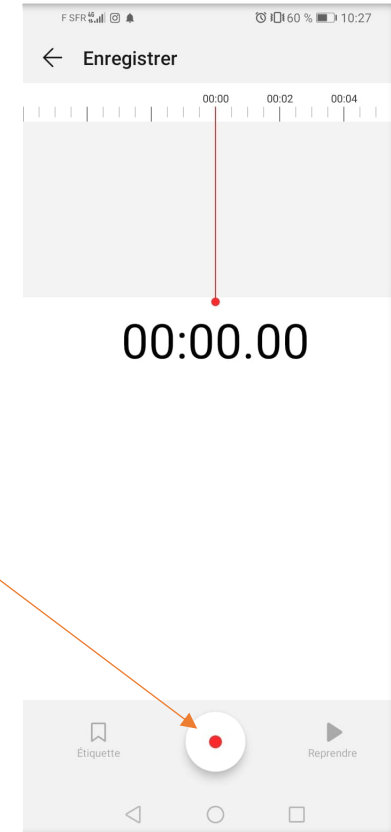 F SFR 4G 60 % 10:27
Enregistrer
00:00 00:02 00:04
00:00.00
Étiquette Reprendre